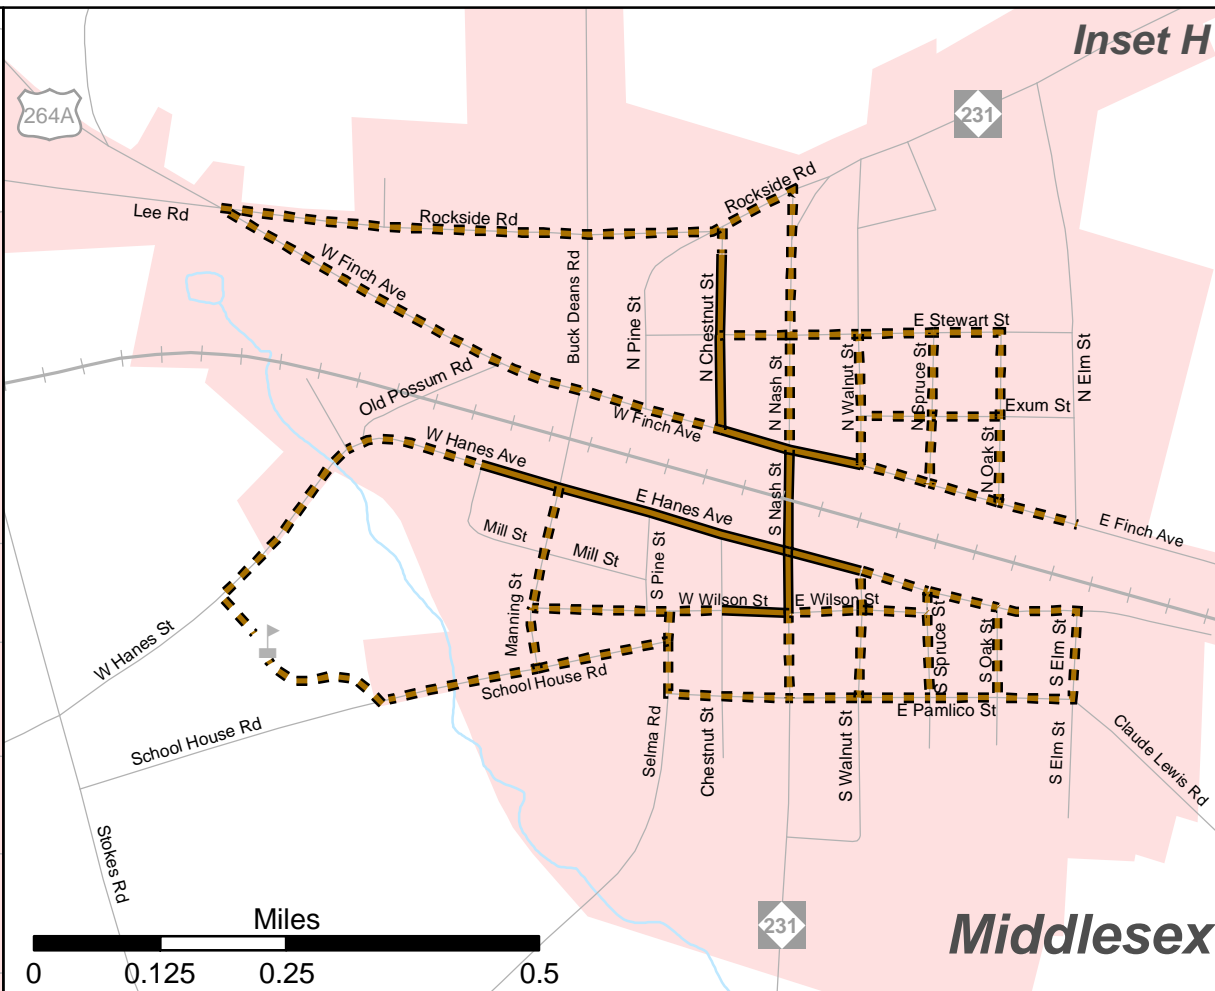 Inset H
264A
231
Lee Rd
Rockside Rd
Rockside Rd
W Finch Ave
Buck Deans Rd
N Pine St
N Chestnut St
N Nash St
N Walnut St
E Stewart St
N Spruce St
N Elm St
Exum St
N Oak St
Old Possum Rd
W Finch Ave
W Hanes Ave
E Hanes Ave
S Nash St
E Finch Ave
Mill St
Mill St
S Pine St
Manning St
W Wilson St
E Wilson St
S Spruce St
S Oak St
S Elm St
W Hanes St
School House Rd
School House Rd
Selma Rd
Chestnut St
S Walnut St
E Pamlico St
S Elm St
Claude Lewis Rd
Stokes Rd
231
Middlesex
Miles
0 0.125 0.25 0.5